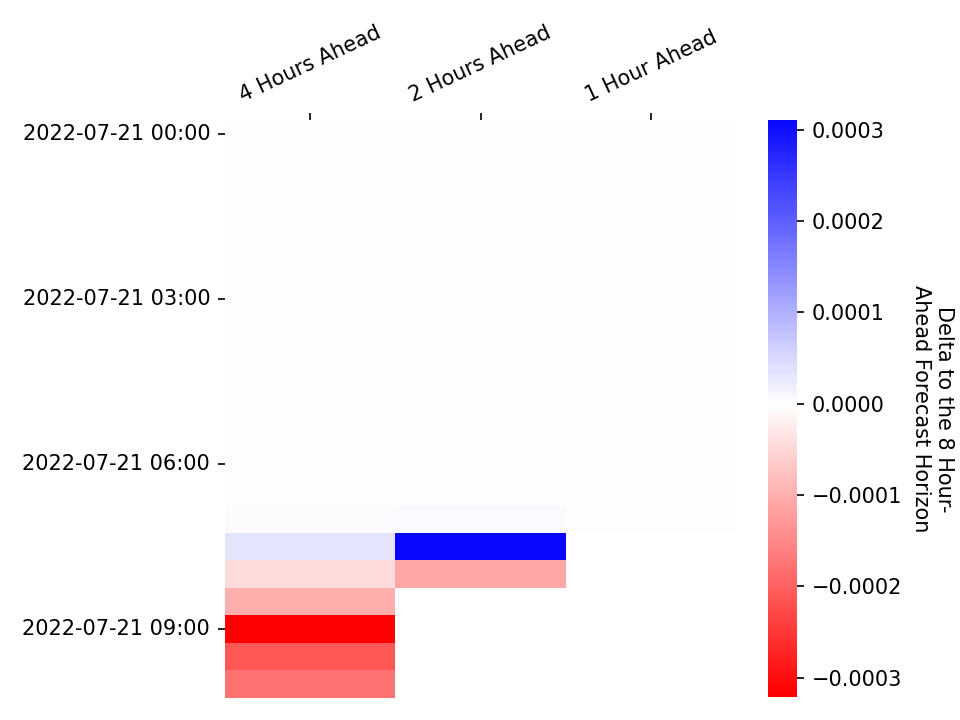 4 Hours Ahead
2 Hours Ahead
1 Hour Ahead
2022-07-21 00:00
2022-07-21 03:00
2022-07-21 06:00
2022-07-21 09:00
0.0003
0.0002
0.0001
0.0000
−0.0001
−0.0002
−0.0003
Delta to the 8 Hour-
Ahead Forecast Horizon